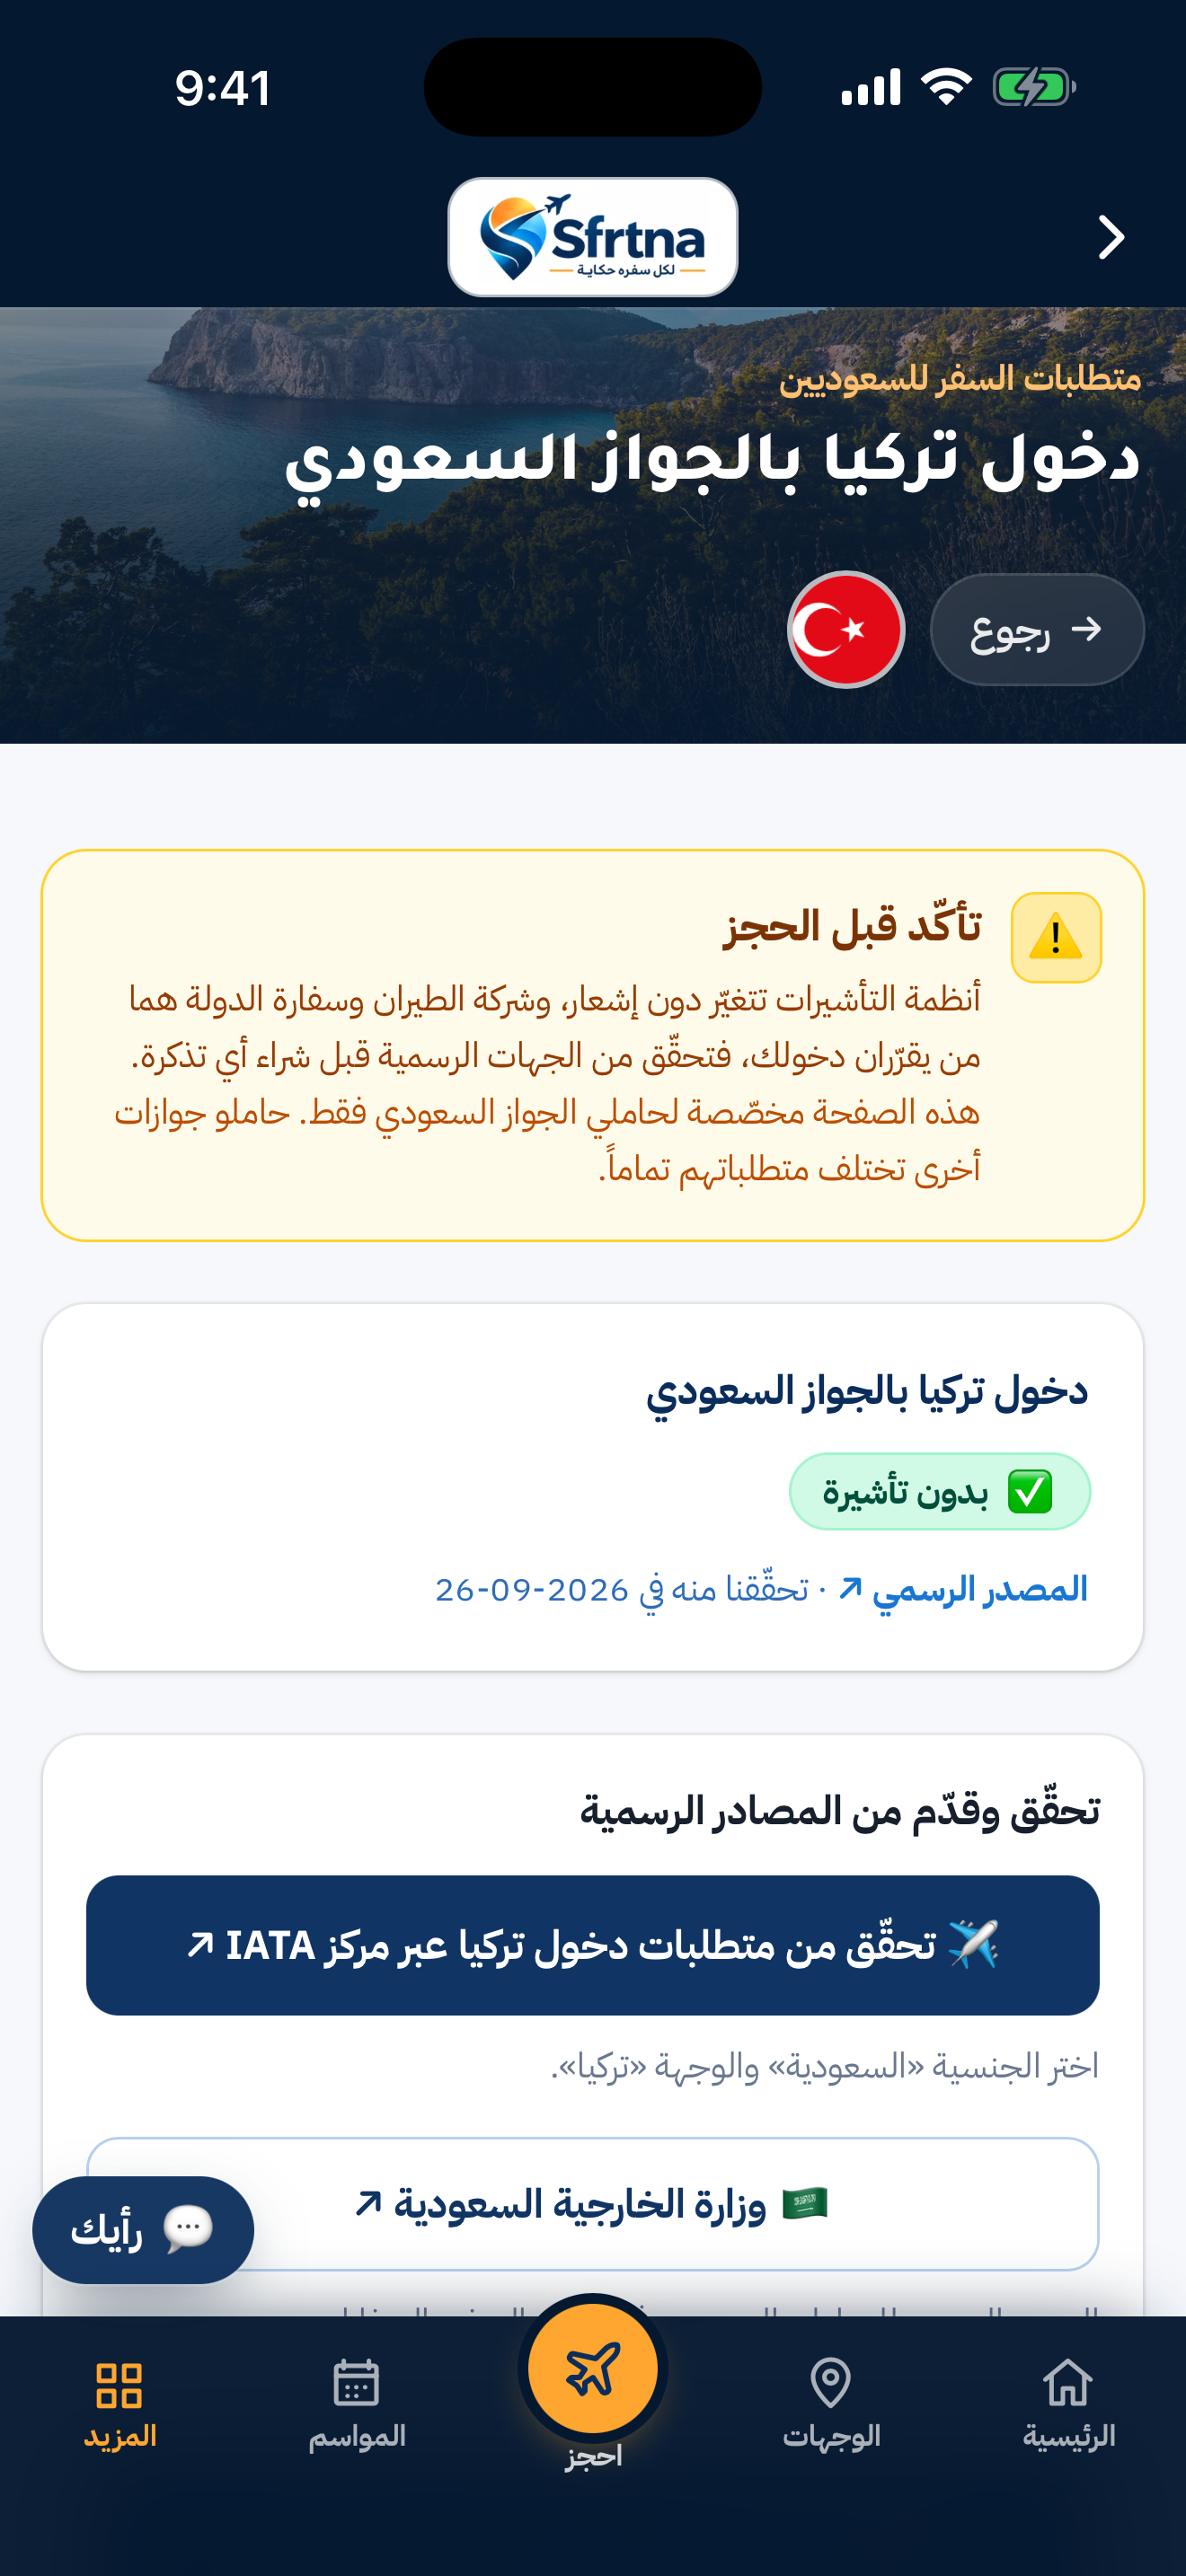 9:41
Sfrtna
لكل سفره حكاية
متطلبات السفر للسعوديين
دخول تركيا بالجواز السعودي
رجوع
تأكّد قبل الحجز
أنظمة التأشيرات تتغيّر دون إشعار، وشركة الطيران وسفارة الدولة هما
من يقرّران دخولك، فتحقّق من الجهات الرسمية قبل شراء أي تذكرة.
هذه الصفحة مخصّصة لحاملي الجواز السعودي فقط. حاملو جوازات
أخرى تختلف متطلباتهم تماماً.
دخول تركيا بالجواز السعودي
بدون تأشيرة
المصدر الرسمي ↗ · تحقّقنا منه في 2026-09-26
تحقّق وقدّم من المصادر الرسمية
تحقّق من متطلبات دخول تركيا عبر مركز IATA ↗
اختر الجنسية «السعودية» والوجهة «تركيا».
وزارة الخارجية السعودية ↗
رأيك
الرئيسية
الوجهات
احجز
المواسم
المزيد